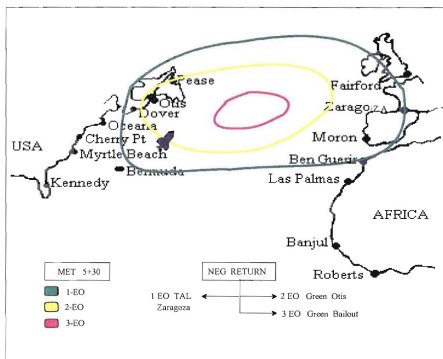 Pease
Fairford
Otis
Zaragoza
Dover
Oceana
Cherry Pt
Moron
USA
Myrtle Beach
Ben Guerir
Bermuda
Las Palmas
Kennedy
AFRICA
Banjul
Roberts
MET 5+30
1-EO
2-EO
3-EO
NEG RETURN
1 EO TAL
Zaragoza
2 EO Green Otis
3 EO Green Bailout